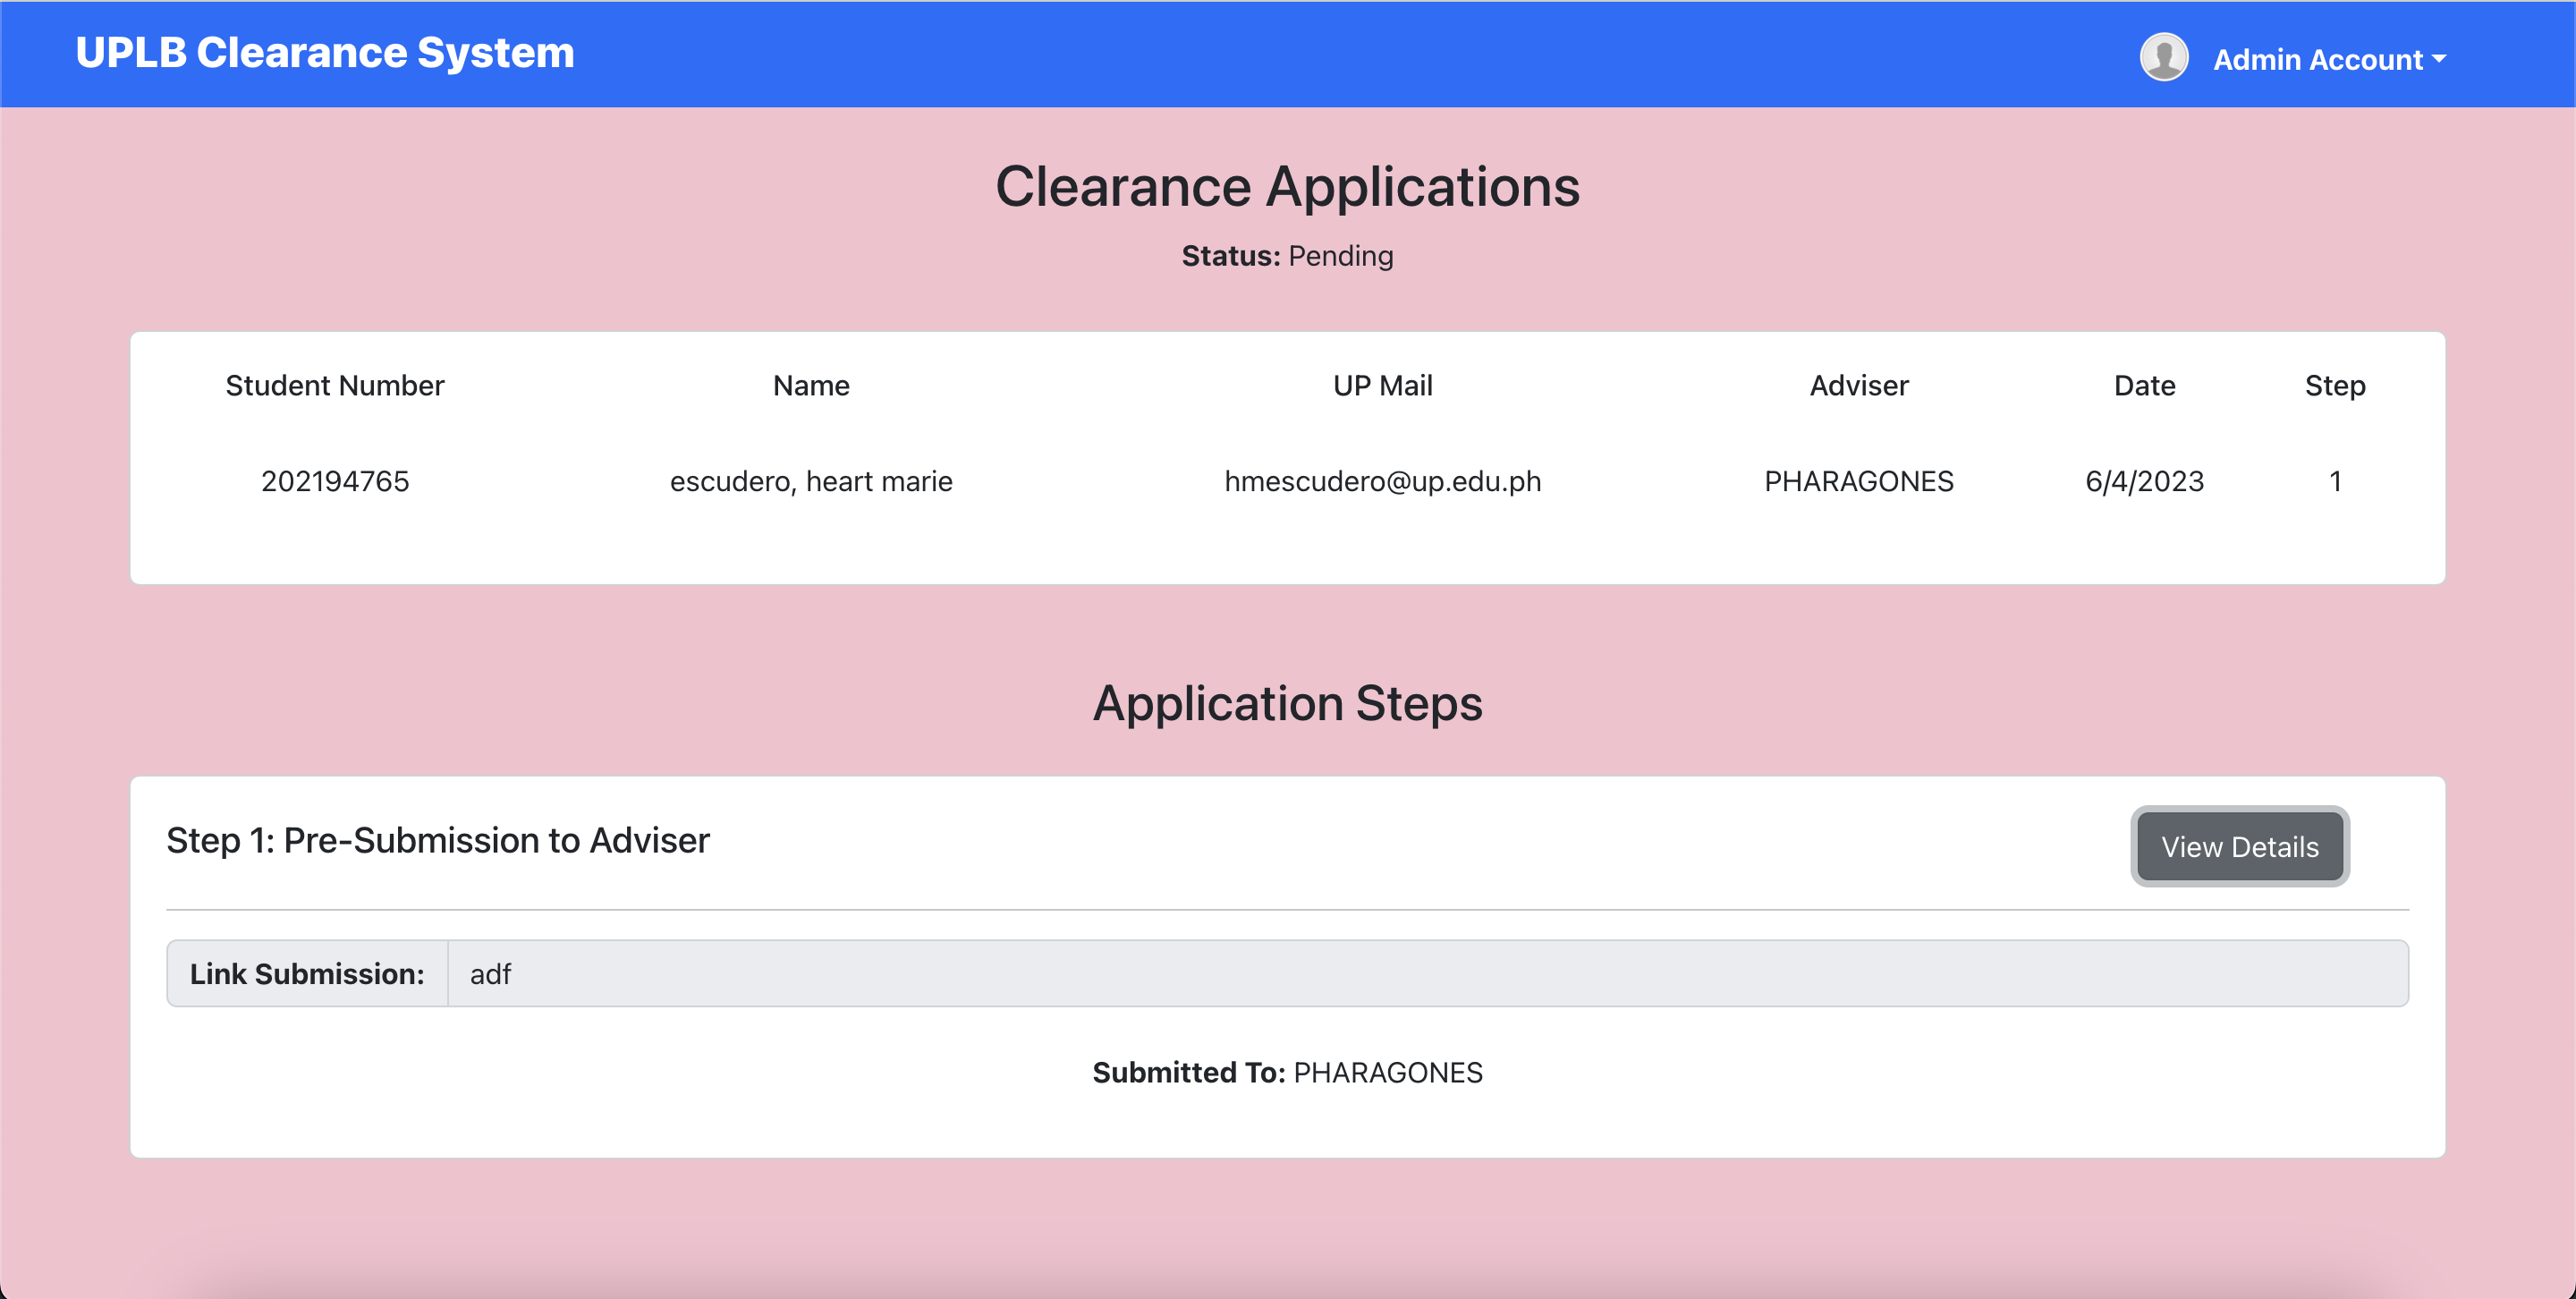 UPLB Clearance System
Admin Account
Clearance Applications
Status: Pending
Student Number Name UP Mail Adviser Date Step
202194765 escudero, heart marie hmescudero@up.edu.ph PHARAGONES 6/4/2023 1
Application Steps
Step 1: Pre-Submission to Adviser
View Details
Link Submission: adf
Submitted To: PHARAGONES